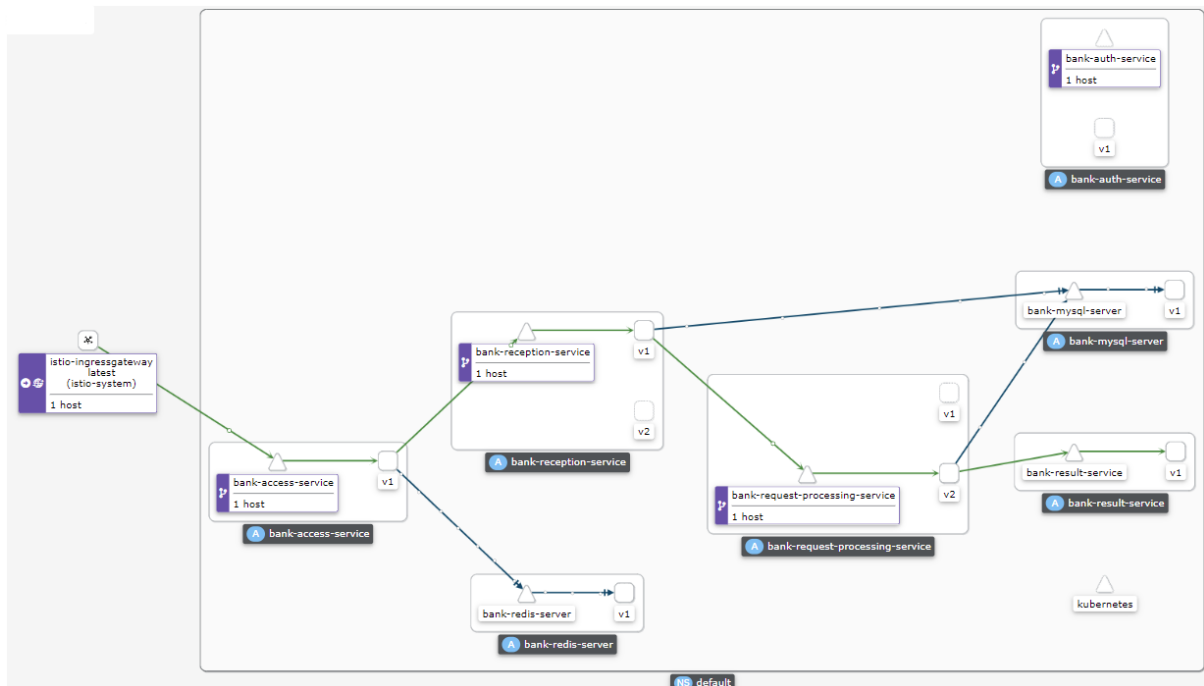 bank-auth-service
1 host
v1
A bank-auth-service
bank-mysql-server
v1
A bank-mysql-server
istio-ingressgateway
latest
(istio-system)
1 host
bank-reception-service
1 host
v1
v2
A bank-reception-service
v1
bank-request-processing-service
1 host
v2
A bank-request-processing-service
bank-result-service
v1
A bank-result-service
bank-access-service
1 host
v1
A bank-access-service
bank-redis-server
v1
A bank-redis-server
kubernetes
NS default